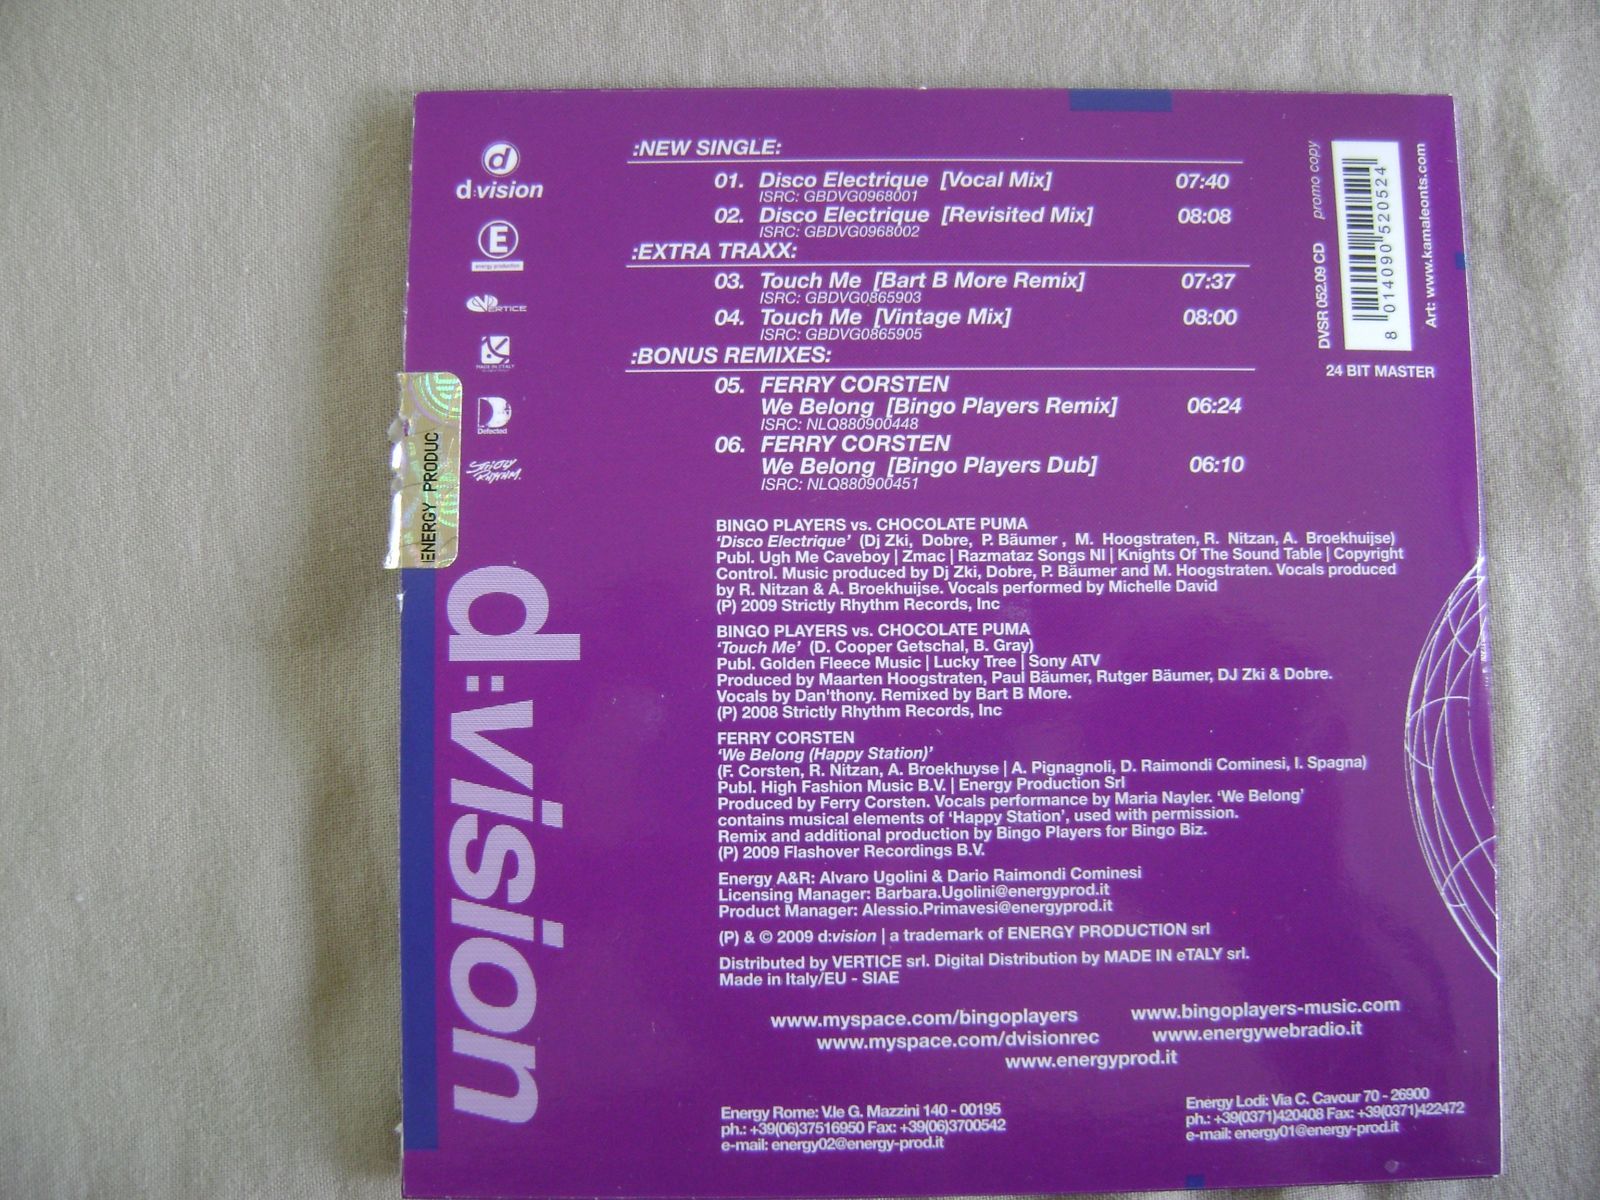 d
d:vision
E
energy production
VERTICE
MADE IN ETALY
Defected
STRICTLY RHYTHM.
ENERGY PRODUC
d:vision
:NEW SINGLE:
01. Disco Electrique [Vocal Mix] 07:40
ISRC: GBDVG0968001
02. Disco Electrique [Revisited Mix] 08:08
ISRC: GBDVG0968002
:EXTRA TRAXX:
03. Touch Me [Bart B More Remix] 07:37
ISRC: GBDVG0865903
04. Touch Me [Vintage Mix] 08:00
ISRC: GBDVG0865905
:BONUS REMIXES:
05. FERRY CORSTEN
We Belong [Bingo Players Remix] 06:24
ISRC: NLQ880900448
06. FERRY CORSTEN
We Belong [Bingo Players Dub] 06:10
ISRC: NLQ880900451
promo copy
DVSR 052.09 CD
8 014090 520524
Art: www.kamaleonts.com
24 BIT MASTER
BINGO PLAYERS vs. CHOCOLATE PUMA
‘Disco Electrique’ (Dj Zki, Dobre, P. Bäumer , M. Hoogstraten, R. Nitzan, A. Broekhuijse)
Publ. Ugh Me Caveboy | Zmac | Razmataz Songs Nl | Knights Of The Sound Table | Copyright
Control. Music produced by Dj Zki, Dobre, P. Bäumer and M. Hoogstraten. Vocals produced
by R. Nitzan & A. Broekhuijse. Vocals performed by Michelle David
(P) 2009 Strictly Rhythm Records, Inc
BINGO PLAYERS vs. CHOCOLATE PUMA
‘Touch Me’ (D. Cooper Getschal, B. Gray)
Publ. Golden Fleece Music | Lucky Tree | Sony ATV
Produced by Maarten Hoogstraten, Paul Bäumer, Rutger Bäumer, DJ Zki & Dobre.
Vocals by Dan'thony. Remixed by Bart B More.
(P) 2008 Strictly Rhythm Records, Inc
FERRY CORSTEN
‘We Belong (Happy Station)’
(F. Corsten, R. Nitzan, A. Broekhuyse | A. Pignagnoli, D. Raimondi Cominesi, I. Spagna)
Publ. High Fashion Music B.V. | Energy Production Srl
Produced by Ferry Corsten. Vocals performance by Maria Nayler. ‘We Belong’
contains musical elements of ‘Happy Station’, used with permission.
Remix and additional production by Bingo Players for Bingo Biz.
(P) 2009 Flashover Recordings B.V.
Energy A&R: Alvaro Ugolini & Dario Raimondi Cominesi
Licensing Manager: Barbara.Ugolini@energyprod.it
Product Manager: Alessio.Primavesi@energyprod.it
(P) & © 2009 d:vision | a trademark of ENERGY PRODUCTION srl
Distributed by VERTICE srl. Digital Distribution by MADE IN eTALY srl.
Made in Italy/EU - SIAE
www.myspace.com/bingoplayers www.bingoplayers-music.com
www.myspace.com/dvisionrec www.energywebradio.it
www.energyprod.it
Energy Rome: V.le G. Mazzini 140 - 00195
ph.: +39(06)37516950 Fax: +39(06)3700542
e-mail: energy02@energy-prod.it
Energy Lodi: Via C. Cavour 70 - 26900
ph.: +39(0371)420408 Fax: +39(0371)422472
e-mail: energy01@energy-prod.it